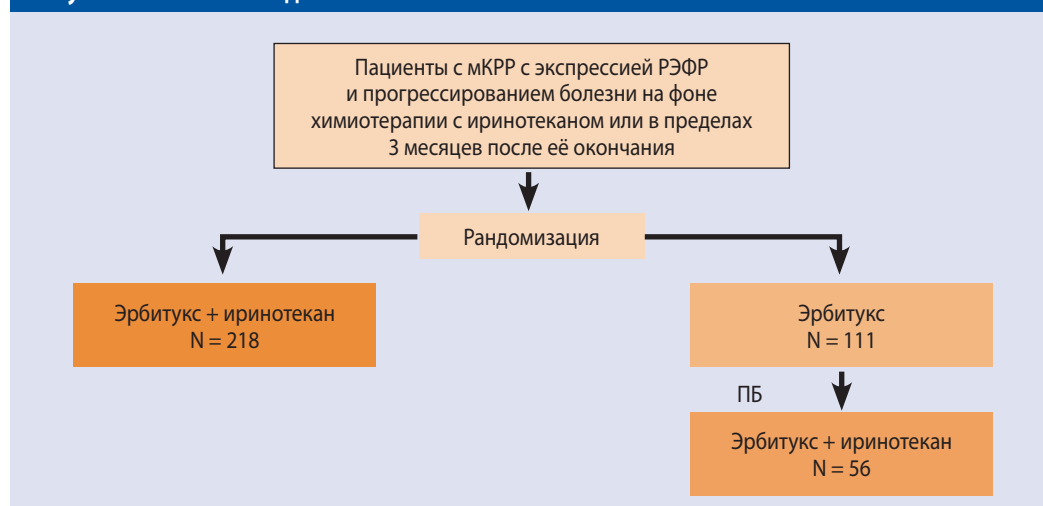 Пациенты с мКРР с экспрессией РЭФР
и прогрессированием болезни на фоне
химиотерапии с иринотеканом или в пределах
3 месяцев после её окончания
Рандомизация
Эрбитукс + иринотекан
N = 218
Эрбитукс
N = 111
ПБ
Эрбитукс + иринотекан
N = 56